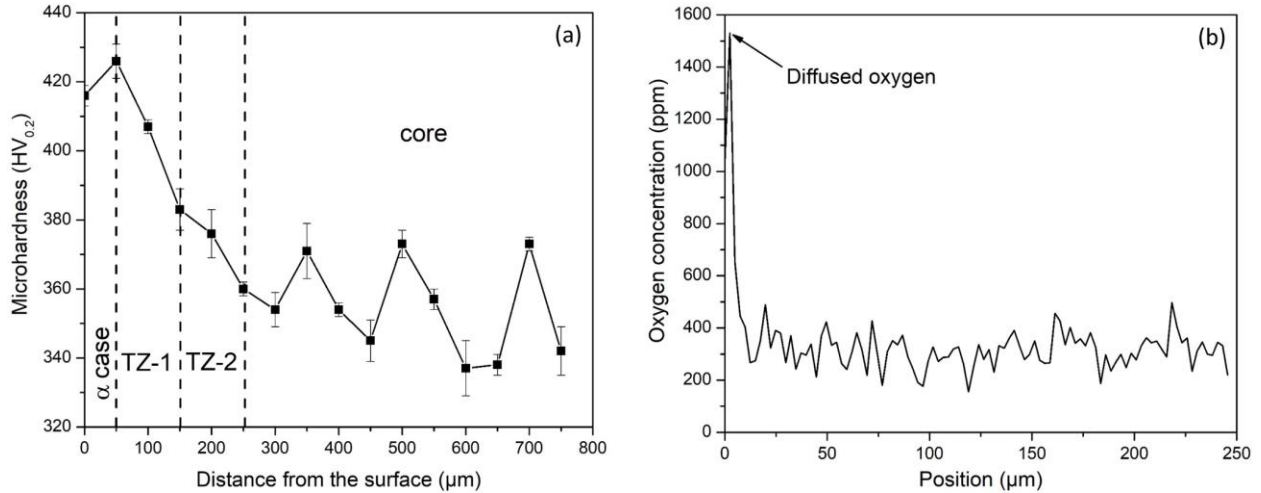 (a)
440
420
400
380
360
340
320
Microhardness (HV0.2)
core
α case
TZ-1
TZ-2
0 100 200 300 400 500 600 700 800
Distance from the surface (µm)
(b)
1600
1400
1200
1000
800
600
400
200
0
Oxygen concentration (ppm)
Diffused oxygen
0 50 100 150 200 250
Position (µm)